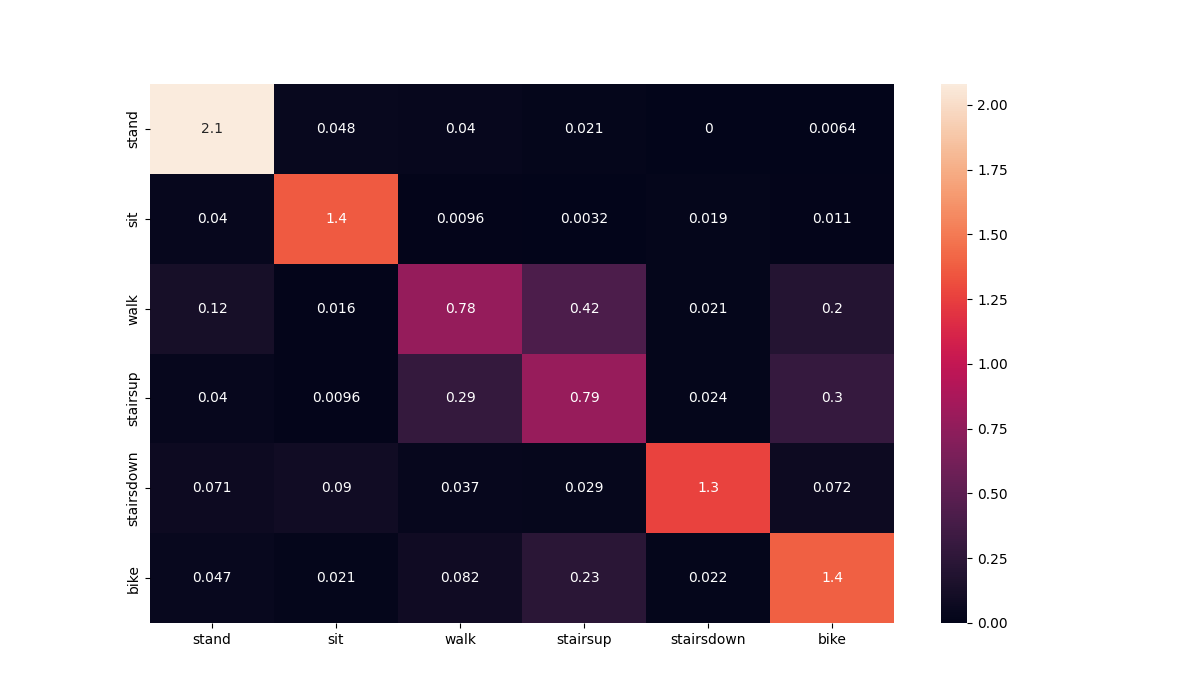 stand 2.1 0.048 0.04 0.021 0 0.0064
sit 0.04 1.4 0.0096 0.0032 0.019 0.011
walk 0.12 0.016 0.78 0.42 0.021 0.2
stairsup 0.04 0.0096 0.29 0.79 0.024 0.3
stairsdown 0.071 0.09 0.037 0.029 1.3 0.072
bike 0.047 0.021 0.082 0.23 0.022 1.4
stand sit walk stairsup stairsdown bike
2.00
1.75
1.50
1.25
1.00
0.75
0.50
0.25
0.00